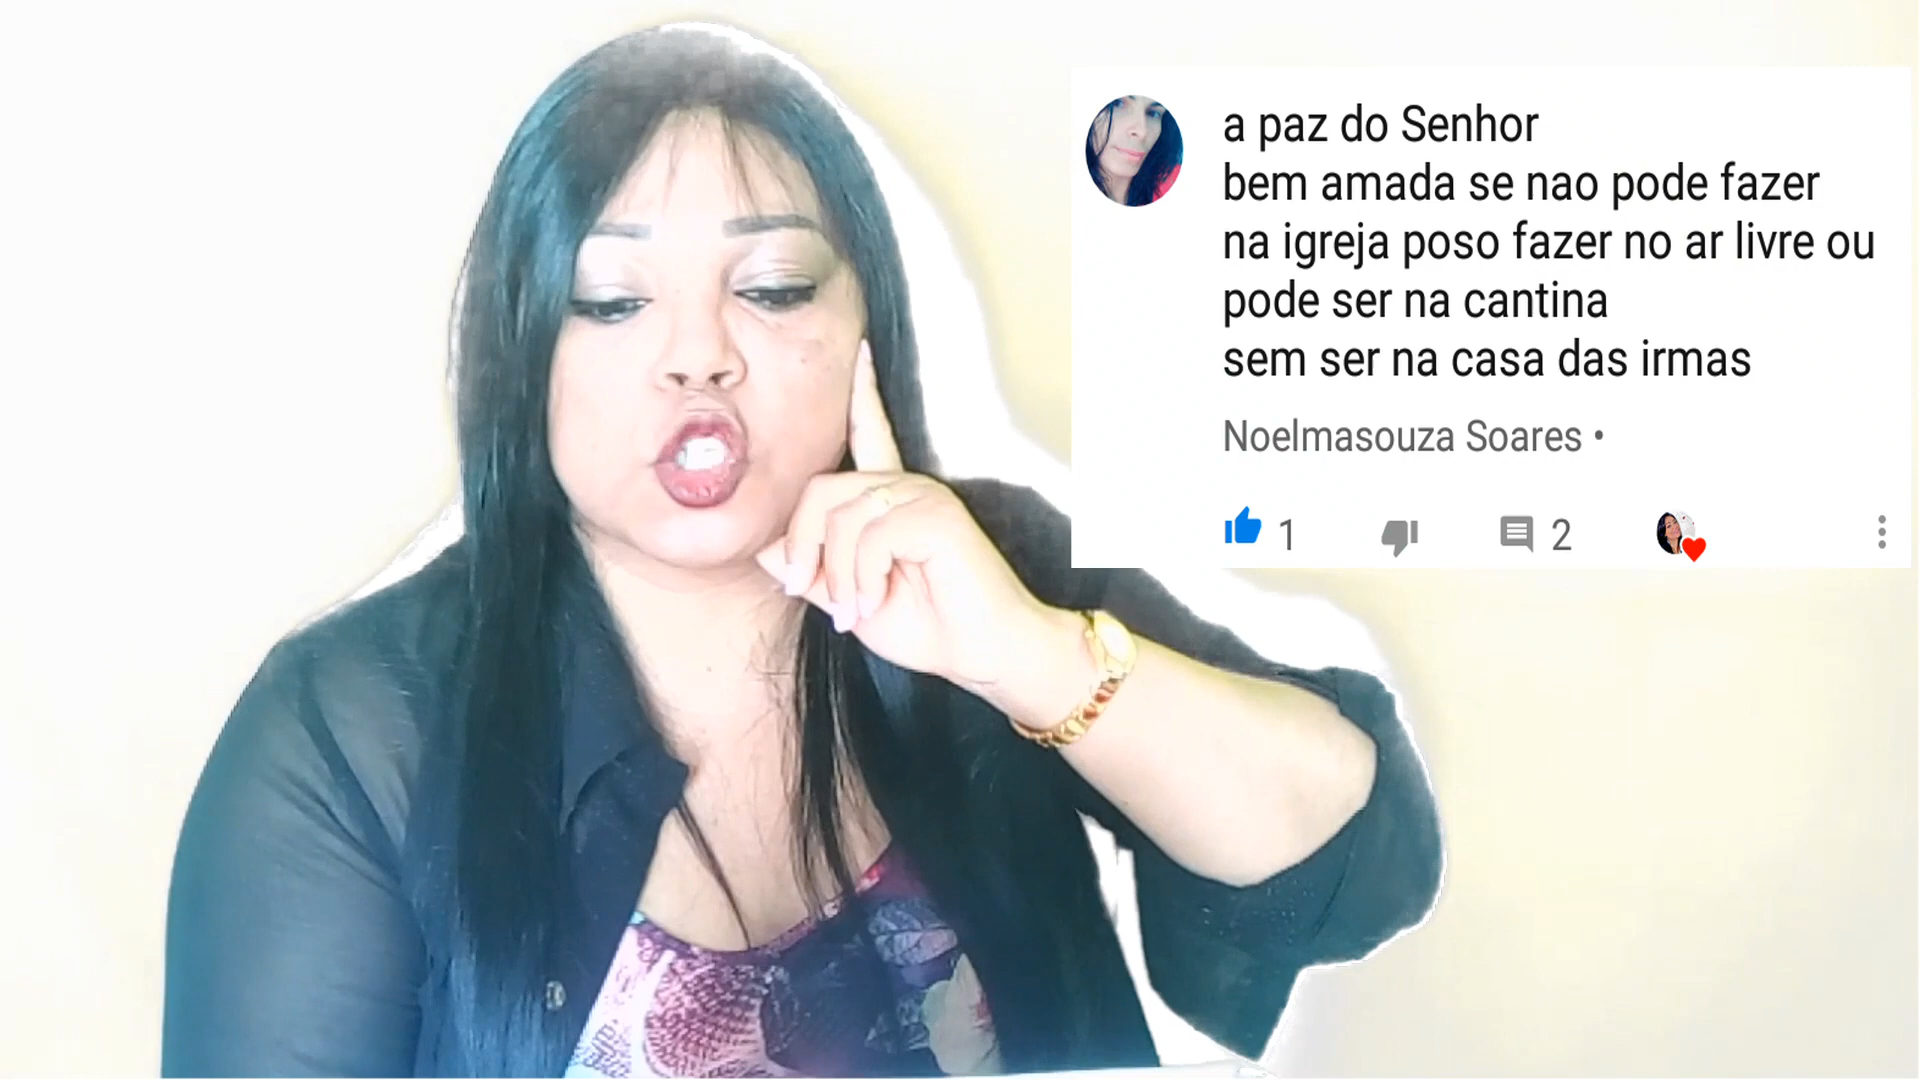 a paz do Senhor
bem amada se nao pode fazer
na igreja poso fazer no ar livre ou
pode ser na cantina
sem ser na casa das irmas
Noelmasouza Soares •
1
2